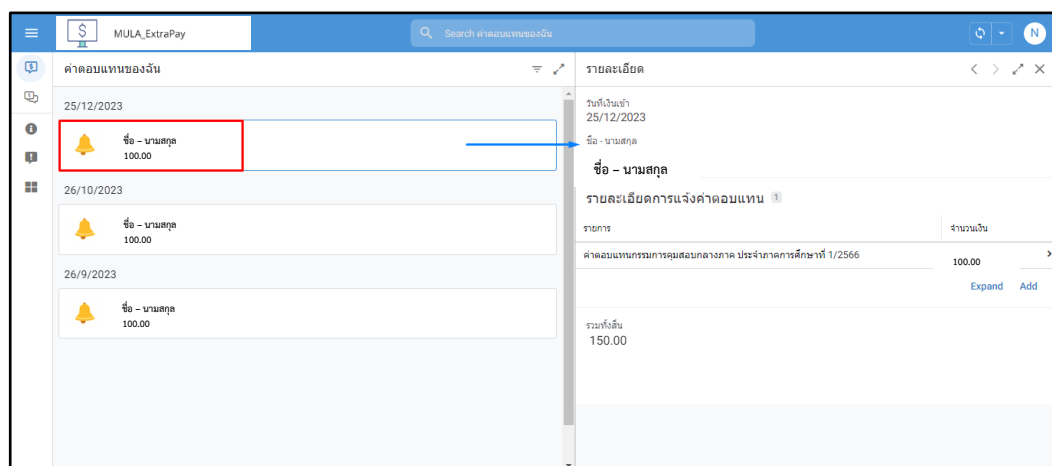 $
MULA_ExtraPay
Search ค่าตอบแทนของฉัน
N
ค่าตอบแทนของฉัน
25/12/2023
ชื่อ – นามสกุล
100.00
26/10/2023
ชื่อ – นามสกุล
100.00
26/9/2023
ชื่อ – นามสกุล
100.00
รายละเอียด
วันที่เงินเข้า
25/12/2023
ชื่อ - นามสกุล
ชื่อ – นามสกุล
รายละเอียดการแจ้งค่าตอบแทน 1
รายการ จำนวนเงิน
ค่าตอบแทนกรรมการคุมสอบกลางภาค ประจำภาคการศึกษาที่ 1/2566 100.00
Expand Add
รวมทั้งสิ้น
150.00